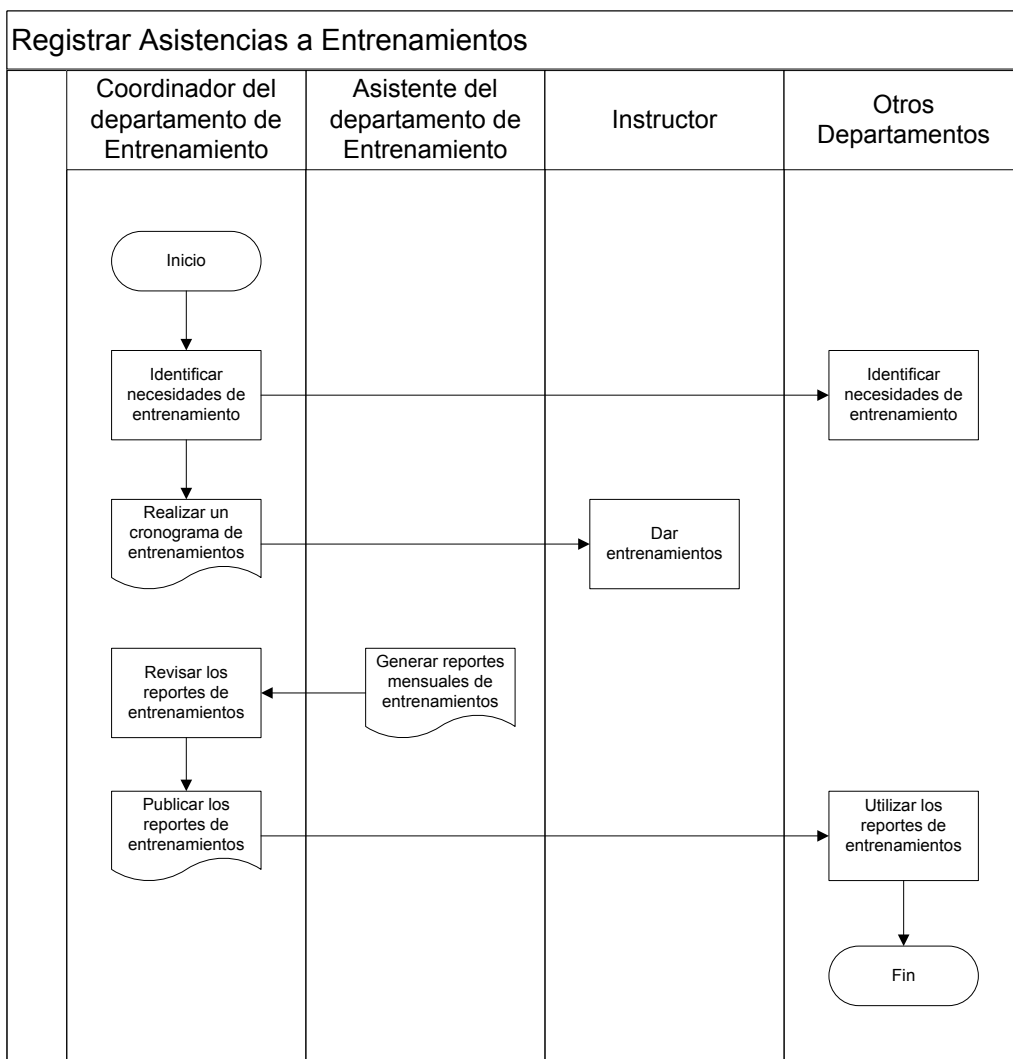 Registrar Asistencias a Entrenamientos
Coordinador del
departamento de
Entrenamiento
Asistente del
departamento de
Entrenamiento
Instructor
Otros
Departamentos
Inicio
Identificar
necesidades de
entrenamiento
Identificar
necesidades de
entrenamiento
Realizar un
cronograma de
entrenamientos
Dar
entrenamientos
Revisar los
reportes de
entrenamientos
Generar reportes
mensuales de
entrenamientos
Publicar los
reportes de
entrenamientos
Utilizar los
reportes de
entrenamientos
Fin